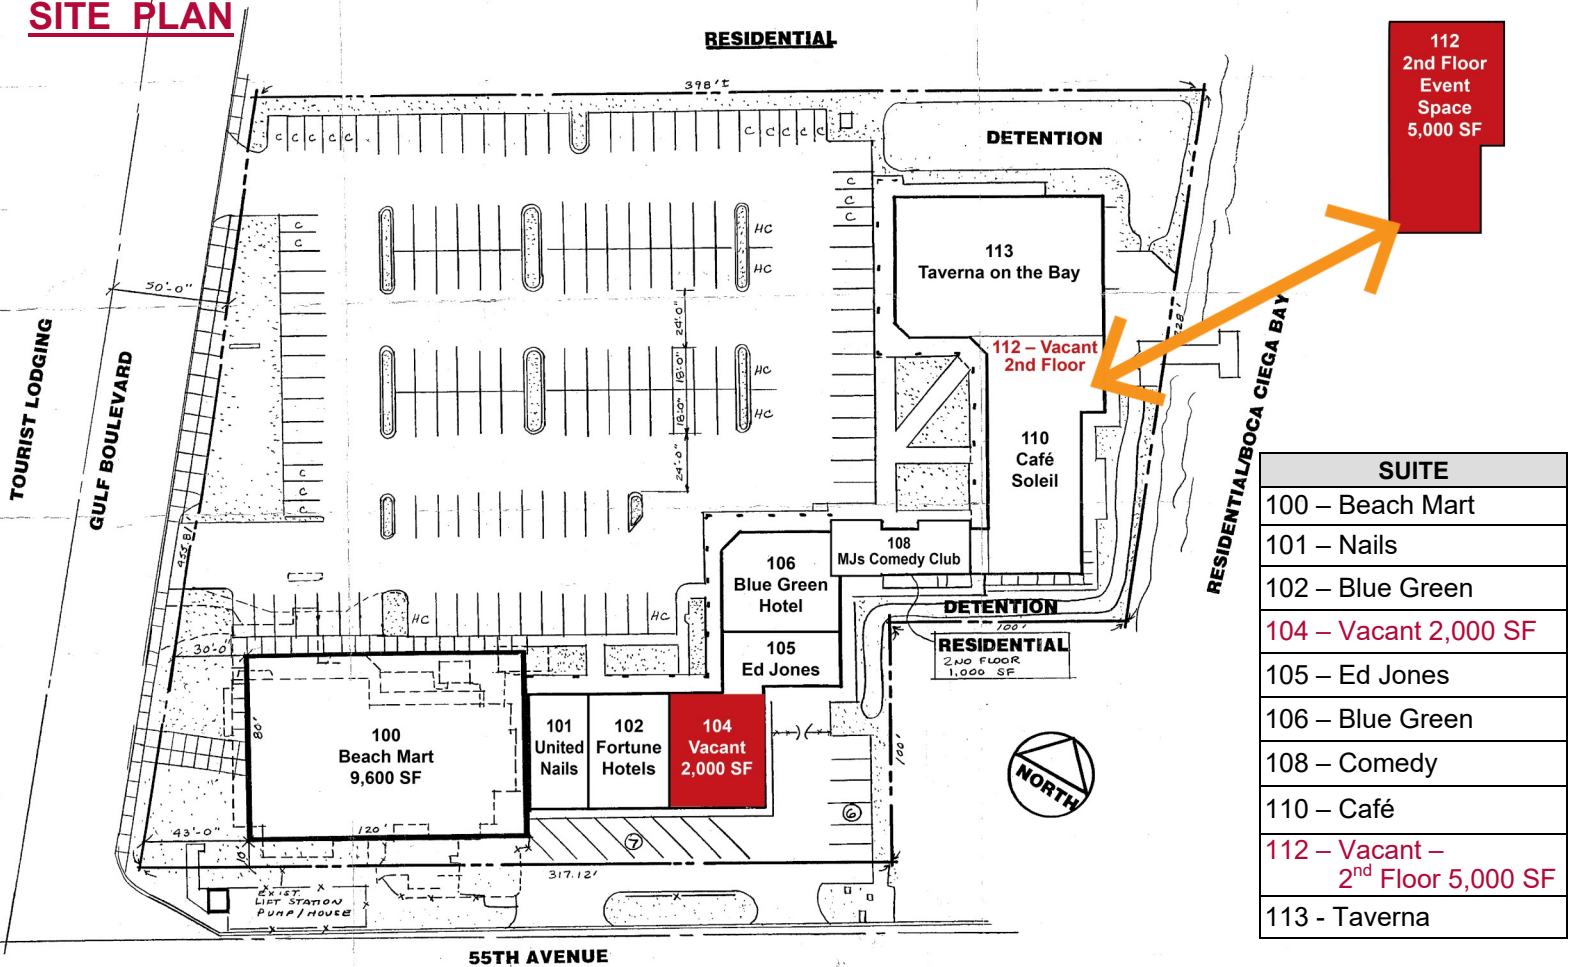 SITE PLAN
RESIDENTIAL
398'±
112
2nd Floor
Event
Space
5,000 SF
C C C C C
C C C C C
DETENTION
C
C
C
C
C
HC
HC
113
Taverna on the Bay
50'-0"
24'-0"
18'-0"
18'-0"
24'-0"
HC
HC
112 – Vacant
2nd Floor
328'
TOURIST LODGING
GULF BOULEVARD
RESIDENTIAL/BOCA CIEGA BAY
110
Café
Soleil
C
C
C
455.81'
108
MJs Comedy Club
106
Blue Green
Hotel
HC
HC
DETENTION
100'
RESIDENTIAL
2ND FLOOR
1,000 SF
30'-0"
105
Ed Jones
80'
100
Beach Mart
9,600 SF
101
United
Nails
102
Fortune
Hotels
104
Vacant
2,000 SF
100'
NORTH
43'-0"
120'
10'
7
6
317.12'
EXIST.
LIFT STATION
PUMP/HOUSE
55TH AVENUE
SUITE
100 – Beach Mart
101 – Nails
102 – Blue Green
104 – Vacant 2,000 SF
105 – Ed Jones
106 – Blue Green
108 – Comedy
110 – Café
112 – Vacant –
2nd Floor 5,000 SF
113 - Taverna